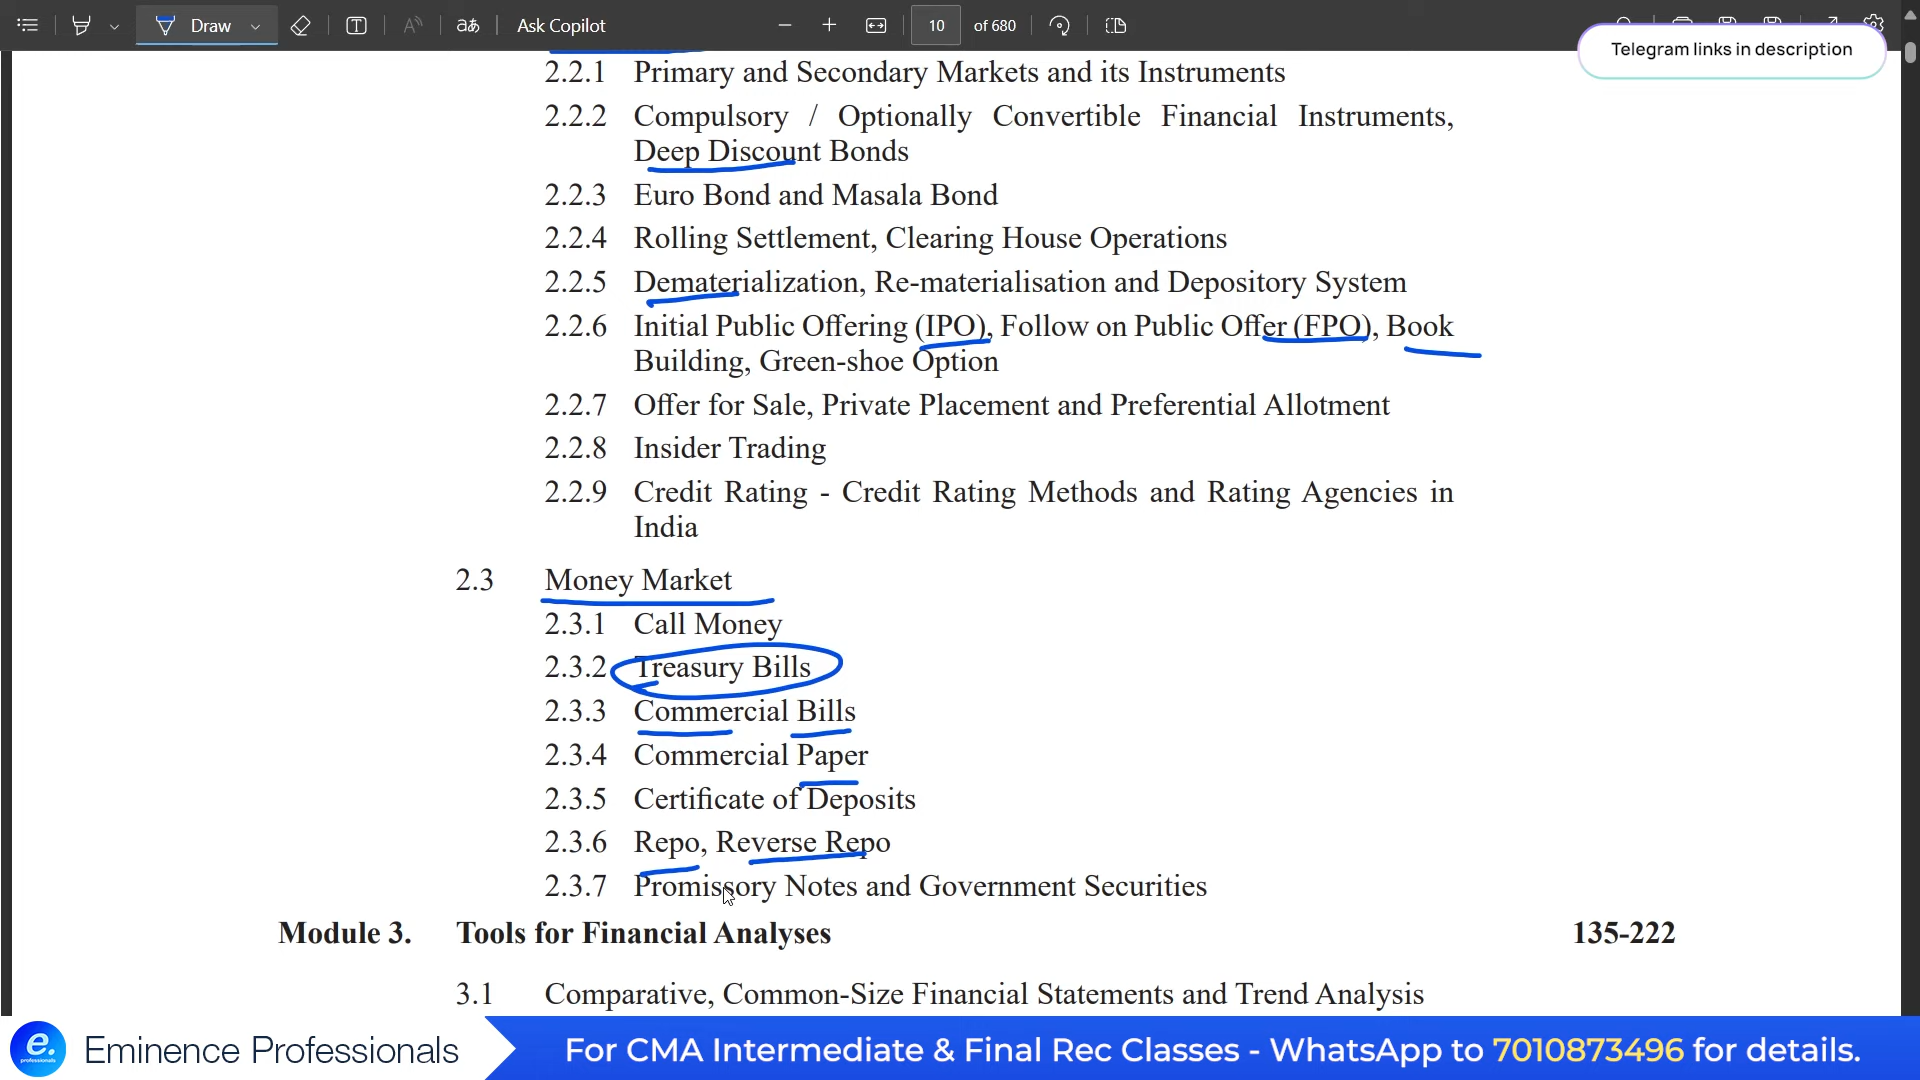 Draw
aあ
Ask Copilot
10 of 680
Telegram links in description
2.2.1 Primary and Secondary Markets and its Instruments
2.2.2 Compulsory / Optionally Convertible Financial Instruments,
Deep Discount Bonds
2.2.3 Euro Bond and Masala Bond
2.2.4 Rolling Settlement, Clearing House Operations
2.2.5 Dematerialization, Re-materialisation and Depository System
2.2.6 Initial Public Offering (IPO), Follow on Public Offer (FPO), Book
Building, Green-shoe Option
2.2.7 Offer for Sale, Private Placement and Preferential Allotment
2.2.8 Insider Trading
2.2.9 Credit Rating - Credit Rating Methods and Rating Agencies in
India
2.3 Money Market
2.3.1 Call Money
2.3.2 Treasury Bills
2.3.3 Commercial Bills
2.3.4 Commercial Paper
2.3.5 Certificate of Deposits
2.3.6 Repo, Reverse Repo
2.3.7 Promissory Notes and Government Securities
Module 3. Tools for Financial Analyses 135-222
3.1 Comparative, Common-Size Financial Statements and Trend Analysis
e.
professionals
Eminence Professionals
For CMA Intermediate & Final Rec Classes - WhatsApp to 7010873496 for details.